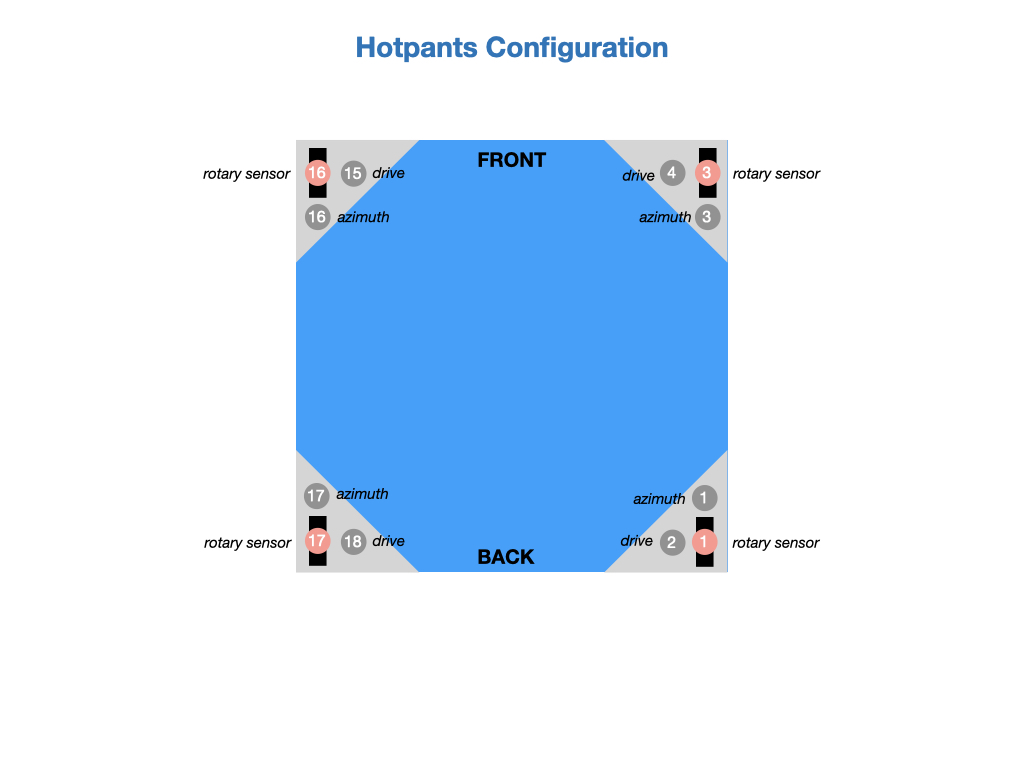 Hotpants Configuration
FRONT
rotary sensor 16 15 drive
drive 4 3 rotary sensor
16 azimuth
azimuth 3
17 azimuth
azimuth 1
rotary sensor 17 18 drive
drive 2 1 rotary sensor
BACK